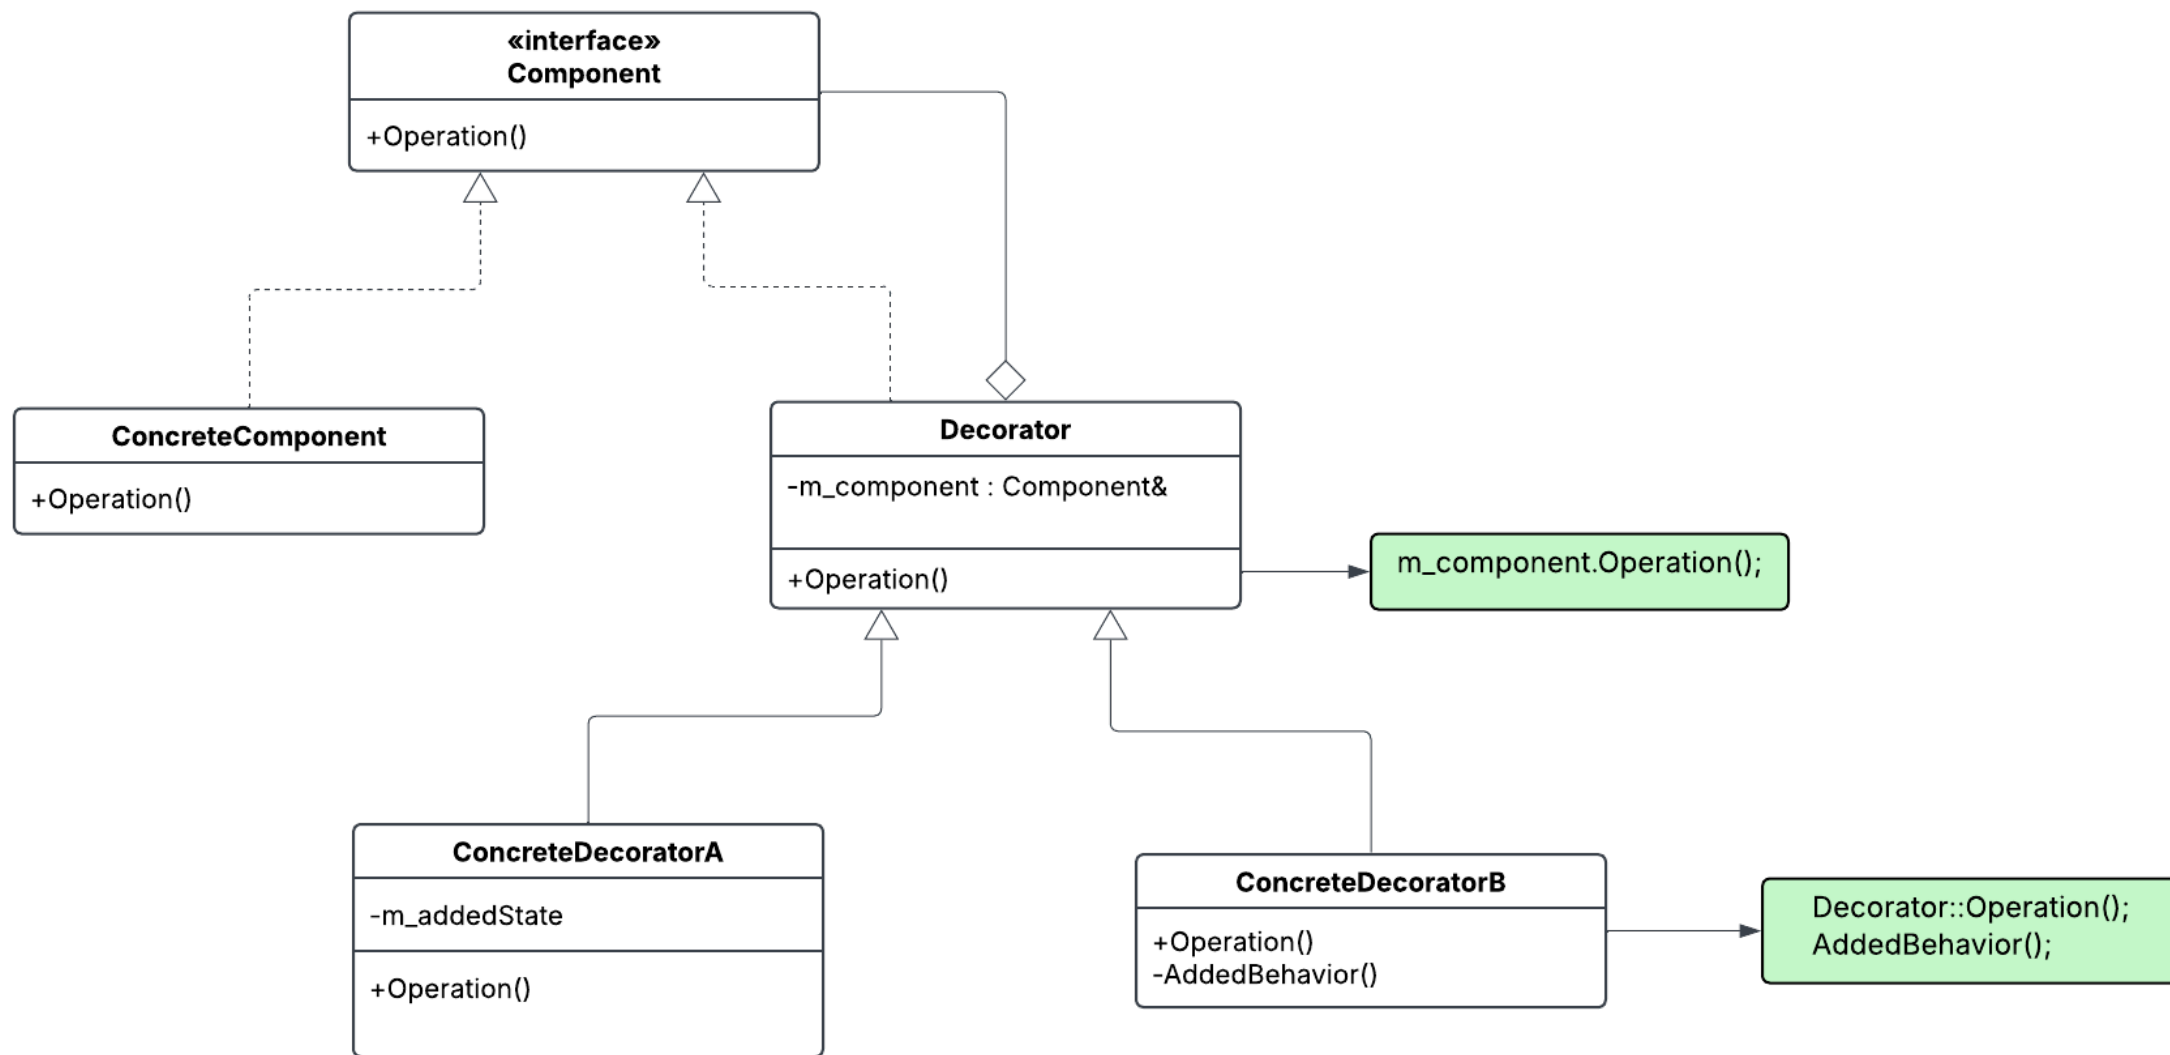 «interface»
Component
+Operation()
ConcreteComponent
+Operation()
Decorator
-m_component : Component&
+Operation()
m_component.Operation();
ConcreteDecoratorA
-m_addedState
+Operation()
ConcreteDecoratorB
+Operation()
-AddedBehavior()
Decorator::Operation();
AddedBehavior();